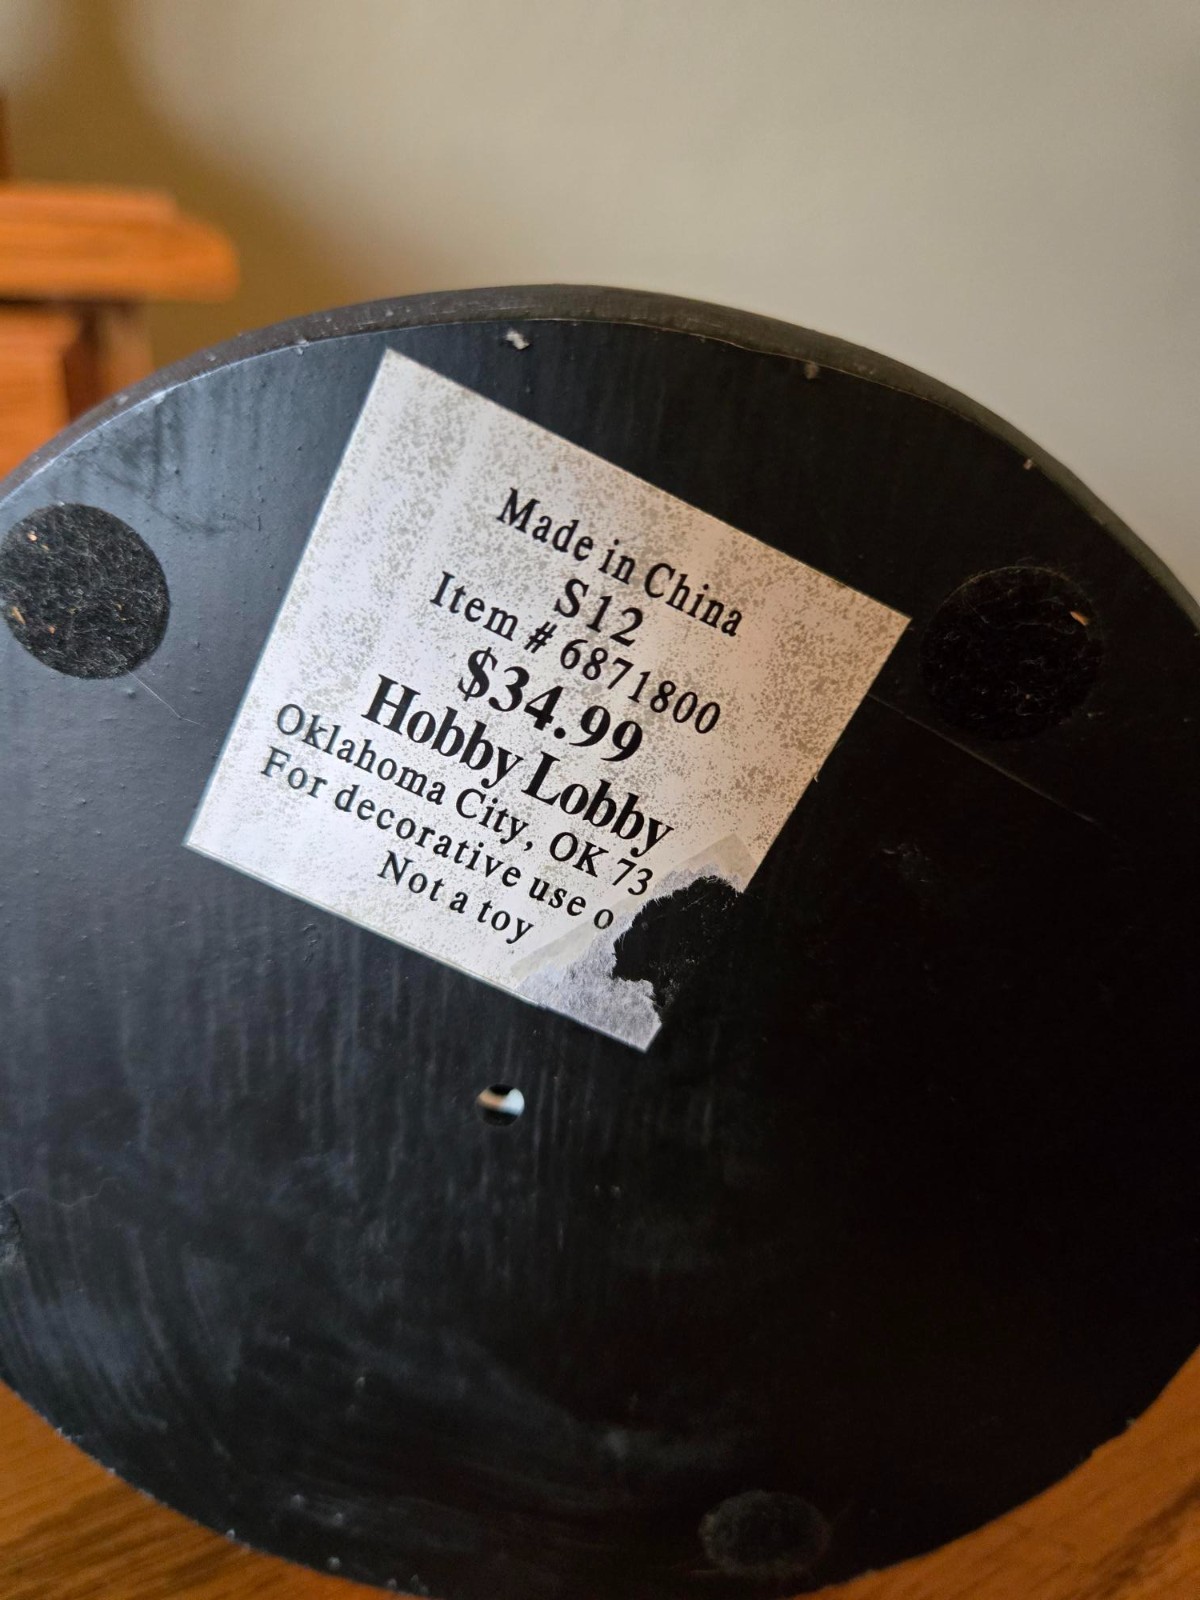 Made in China
S12
Item # 6871800
$34.99
Hobby Lobby
Oklahoma City, OK 73
For decorative use o
Not a toy